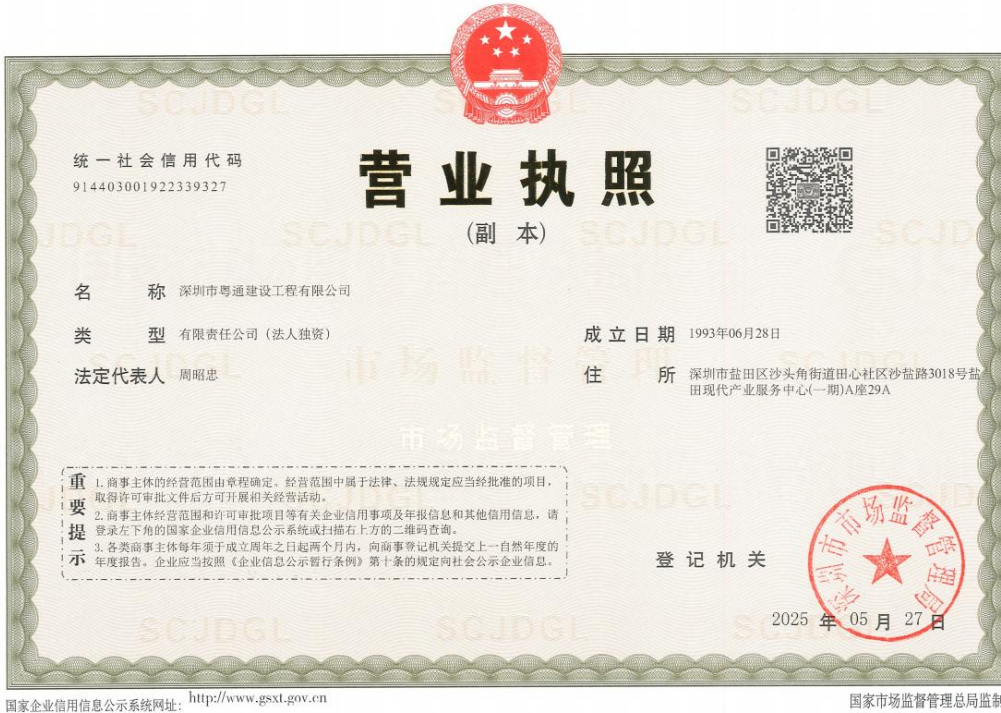 统一社会信用代码
914403001922339327
营业执照
(副 本)
名 称 深圳市粤通建设工程有限公司
类 型 有限责任公司（法人独资）
法定代表人 周昭忠
成立日期 1993年06月28日
住 所 深圳市盐田区沙头角街道田心社区沙盐路3018号盐
田现代产业服务中心(一期)A座29A
重要提示
1. 商事主体的经营范围由章程确定。经营范围中属于法律、法规规定应当经批准的项目，
取得许可审批文件后方可开展相关经营活动。
2. 商事主体经营范围和许可审批项目等有关企业信用事项及年报信息和其他信用信息，请
登录左下角的国家企业信用信息公示系统或扫描右上方的二维码查询。
3. 各类商事主体每年须于成立周年之日起两个月内，向商事登记机关提交上一自然年度的
年度报告。企业应当按照《企业信息公示暂行条例》第十条的规定向社会公示企业信息。
登记机关
深圳市市场监督管理局
2025 年 05 月 27 日
国家企业信用信息公示系统网址： http://www.gsxt.gov.cn
国家市场监督管理总局监制
SCJDGL
市场监督管理
市场监督管理